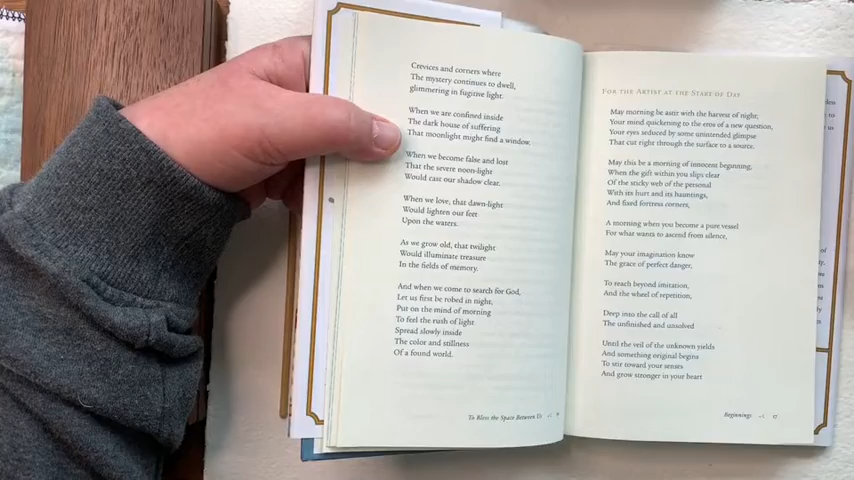 Crevices and corners where
The mystery continues to dwell,
glimmering in fugitive light.
When we are confined inside
The dark house of suffering
That moonlight might find a window.
When we become false and lost
That the severe noon-light
Would cast our shadow clear.
When we love, that dawn-light
Would lighten our feet
Upon the waters.
As we grow old, that twilight
Would illuminate treasure
In the fields of memory.
And when we come to search for God,
Let us first be robed in night,
Put on the mind of morning
To feel the rush of light
Spread slowly inside
The color and stillness
Of a found world.
To Bless the Space Between Us
For the Artist at the Start of Day
May morning be astir with the harvest of night;
Your mind quickening to the eros of a new question,
Your eyes seduced by some unintended glimpse
That cut right through the surface to a source.
May this be a morning of innocent beginning,
When the gift within you slips clear
Of the sticky web of the personal
With its hurt and its hauntings,
And fixed fortress corners,
A morning when you become a pure vessel
For what wants to ascend from silence,
May your imagination know
The grace of perfect danger,
To reach beyond imitation,
And the wheel of repetition,
Deep into the call of all
The unfinished and unsolved
Until the veil of the unknown yields
And something original begins
To stir toward your senses
And grow stronger in your heart
Beginnings 17